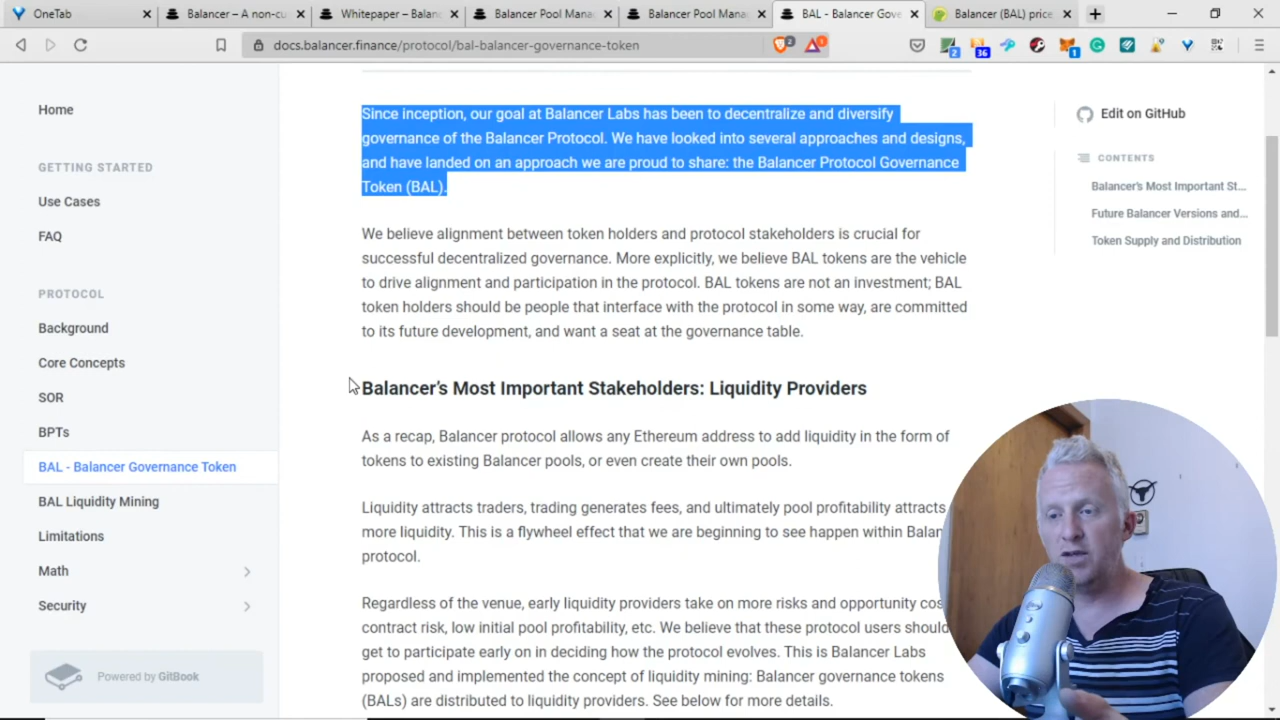 OneTab
Balancer – A non-cu
Whitepaper – Balanc
Balancer Pool Mana
Balancer Pool Mana
BAL - Balancer Gove
Balancer (BAL) price
docs.balancer.finance/protocol/bal-balancer-governance-token
2
1
2
36
1
Home
GETTING STARTED
Use Cases
FAQ
PROTOCOL
Background
Core Concepts
SOR
BPTs
BAL - Balancer Governance Token
BAL Liquidity Mining
Limitations
Math
Security
Powered by GitBook
Since inception, our goal at Balancer Labs has been to decentralize and diversify
governance of the Balancer Protocol. We have looked into several approaches and designs,
and have landed on an approach we are proud to share: the Balancer Protocol Governance
Token (BAL).
We believe alignment between token holders and protocol stakeholders is crucial for
successful decentralized governance. More explicitly, we believe BAL tokens are the vehicle
to drive alignment and participation in the protocol. BAL tokens are not an investment; BAL
token holders should be people that interface with the protocol in some way, are committed
to its future development, and want a seat at the governance table.
Balancer's Most Important Stakeholders: Liquidity Providers
As a recap, Balancer protocol allows any Ethereum address to add liquidity in the form of
tokens to existing Balancer pools, or even create their own pools.
Liquidity attracts traders, trading generates fees, and ultimately pool profitability attracts
more liquidity. This is a flywheel effect that we are beginning to see happen within Balan
protocol.
Regardless of the venue, early liquidity providers take on more risks and opportunity cos
contract risk, low initial pool profitability, etc. We believe that these protocol users should
get to participate early on in deciding how the protocol evolves. This is Balancer Labs
proposed and implemented the concept of liquidity mining: Balancer governance tokens
(BALs) are distributed to liquidity providers. See below for more details.
Edit on GitHub
CONTENTS
Balancer's Most Important St...
Future Balancer Versions and...
Token Supply and Distribution